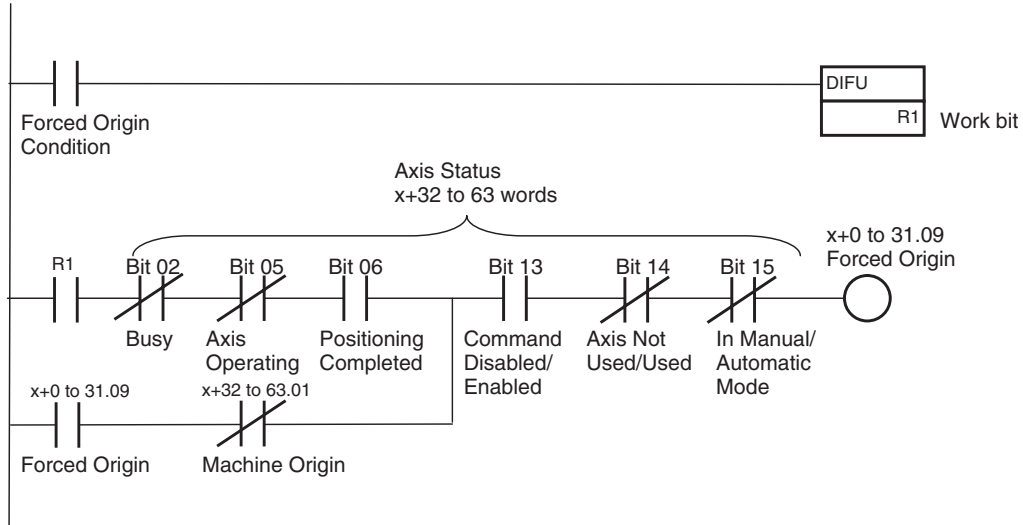 DIFU
R1
Work bit
Forced Origin
Condition
Axis Status
x+32 to 63 words
x+0 to 31.09
Forced Origin
R1
Bit 02
Bit 05
Bit 06
Bit 13
Bit 14
Bit 15
Busy
Axis
Operating
Positioning
Completed
Command
Disabled/
Enabled
Axis Not
Used/Used
In Manual/
Automatic
Mode
x+0 to 31.09
x+32 to 63.01
Forced Origin
Machine Origin